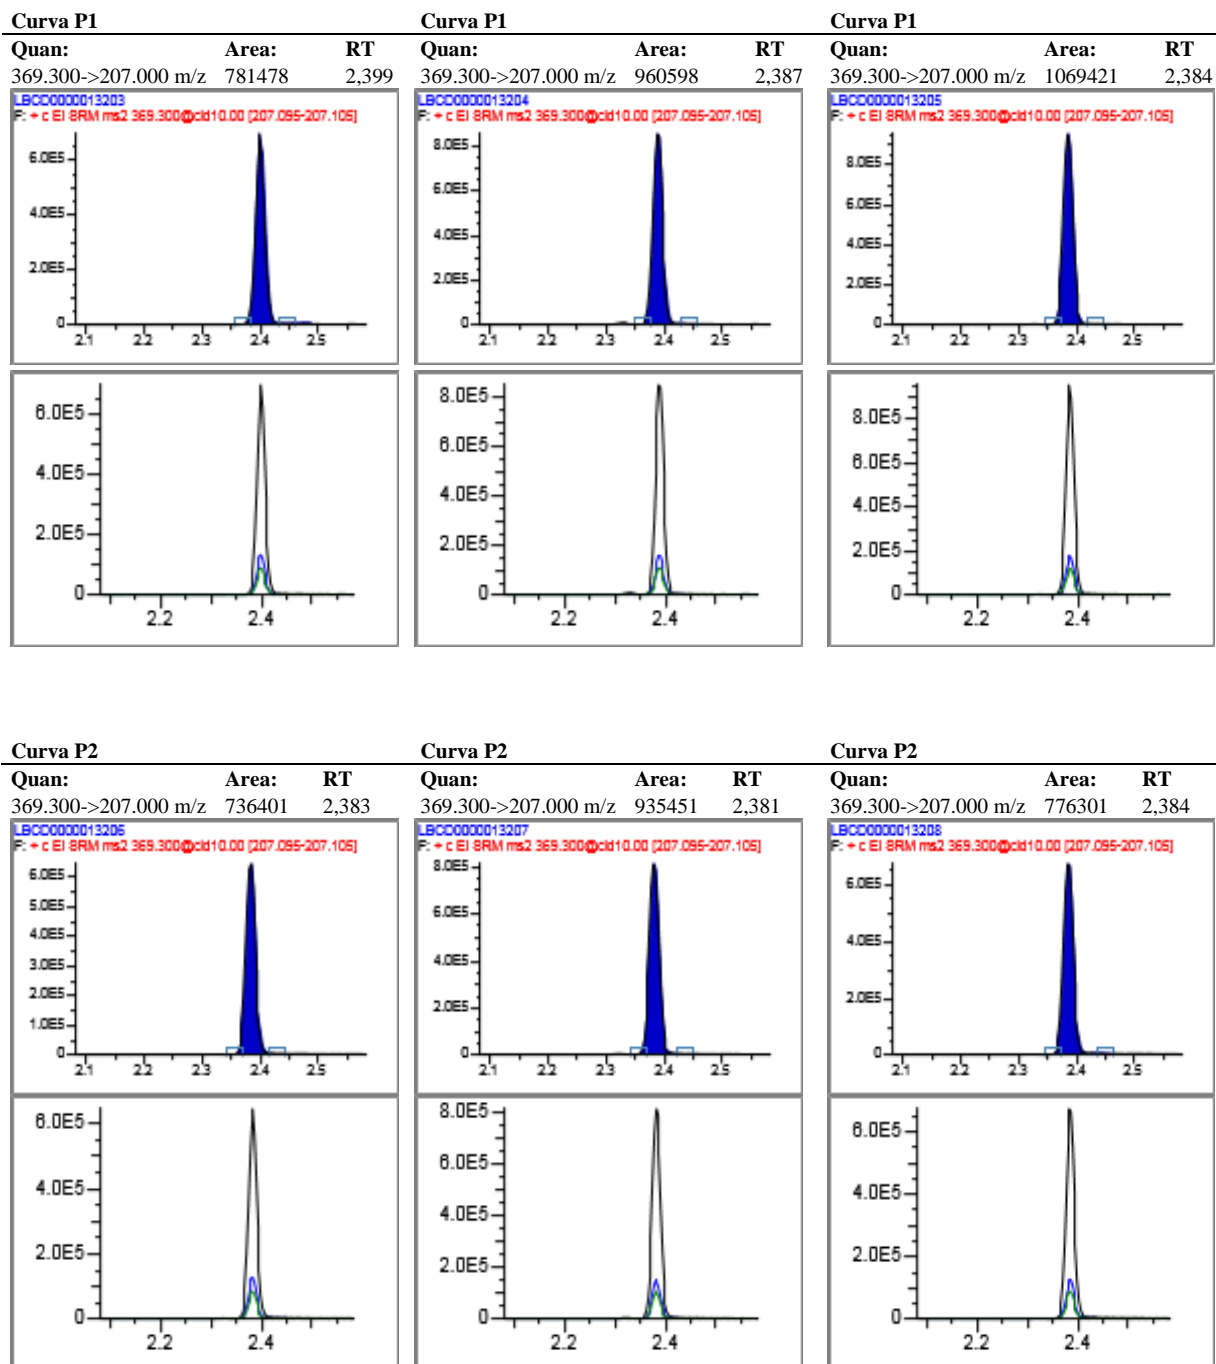 Curva P1
Quan: Area: RT
369.300->207.000 m/z 781478 2,399
LBCD0000013203
F: + c EI SRM ms2 369.300@cid10.00 [207.095-207.105]
6.0E5
4.0E5
2.0E5
0
2.1 2.2 2.3 2.4 2.5
6.0E5
4.0E5
2.0E5
0
2.2 2.4
Curva P1
Quan: Area: RT
369.300->207.000 m/z 960598 2,387
LBCD0000013204
F: + c EI SRM ms2 369.300@cid10.00 [207.095-207.105]
8.0E5
6.0E5
4.0E5
2.0E5
0
2.1 2.2 2.3 2.4 2.5
8.0E5
6.0E5
4.0E5
2.0E5
0
2.2 2.4
Curva P1
Quan: Area: RT
369.300->207.000 m/z 1069421 2,384
LBCD0000013205
F: + c EI SRM ms2 369.300@cid10.00 [207.095-207.105]
8.0E5
6.0E5
4.0E5
2.0E5
0
2.1 2.2 2.3 2.4 2.5
8.0E5
6.0E5
4.0E5
2.0E5
0
2.2 2.4
Curva P2
Quan: Area: RT
369.300->207.000 m/z 736401 2,383
LBCD0000013206
F: + c EI SRM ms2 369.300@cid10.00 [207.095-207.105]
6.0E5
5.0E5
4.0E5
3.0E5
2.0E5
1.0E5
0
2.1 2.2 2.3 2.4 2.5
6.0E5
4.0E5
2.0E5
0
2.2 2.4
Curva P2
Quan: Area: RT
369.300->207.000 m/z 935451 2,381
LBCD0000013207
F: + c EI SRM ms2 369.300@cid10.00 [207.095-207.105]
8.0E5
6.0E5
4.0E5
2.0E5
0
2.1 2.2 2.3 2.4 2.5
8.0E5
6.0E5
4.0E5
2.0E5
0
2.2 2.4
Curva P2
Quan: Area: RT
369.300->207.000 m/z 776301 2,384
LBCD0000013208
F: + c EI SRM ms2 369.300@cid10.00 [207.095-207.105]
6.0E5
4.0E5
2.0E5
0
2.1 2.2 2.3 2.4 2.5
6.0E5
4.0E5
2.0E5
0
2.2 2.4